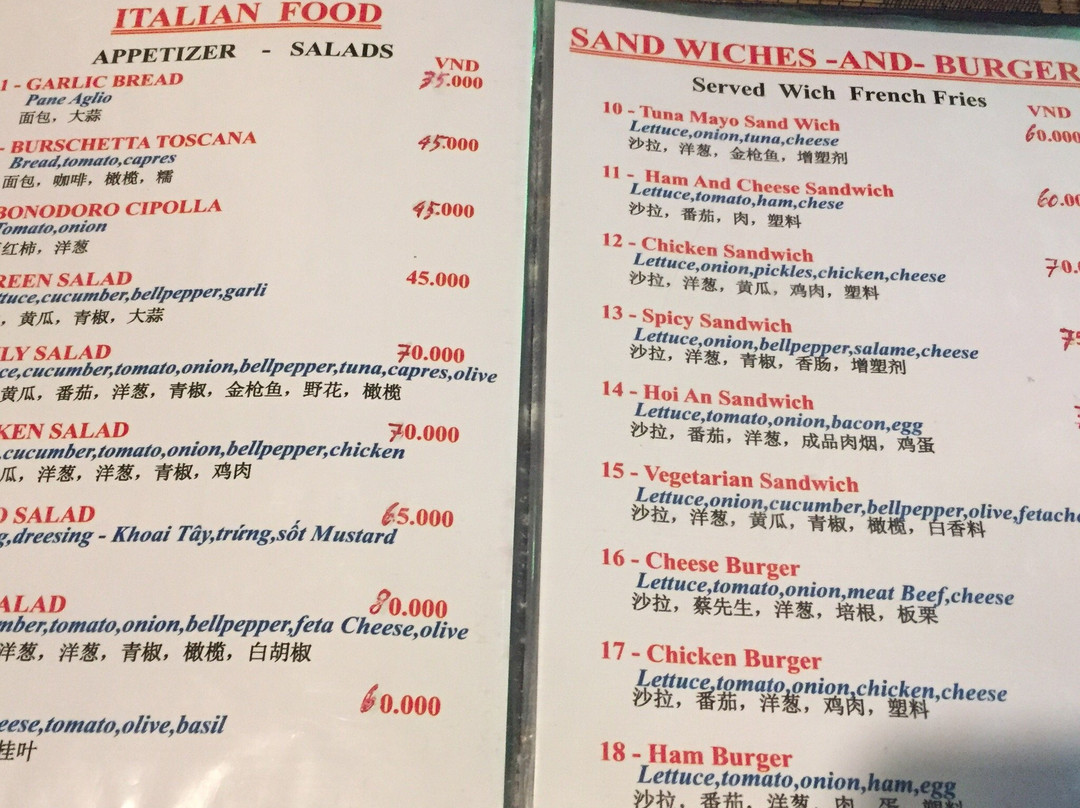 ITALIAN FOOD
APPETIZER - SALADS
VND
1 - GARLIC BREAD 35.000
Pane Aglio
面包，大蒜
- BURSCHETTA TOSCANA 45.000
Bread,tomato,capres
面包，咖啡，橄榄，糯
BONODORO CIPOLLA 45.000
Tomato,onion
红柿，洋葱
REEN SALAD 45.000
ttuce,cucumber,bellpepper,garli
，黄瓜，青椒，大蒜
LY SALAD 70.000
ce,cucumber,tomato,onion,bellpepper,tuna,capres,olive
黄瓜，番茄，洋葱，青椒，金枪鱼，野花，橄榄
KEN SALAD 70.000
,cucumber,tomato,onion,bellpepper,chicken
瓜，洋葱，洋葱，青椒，鸡肉
O SALAD 65.000
g,dreesing - Khoai Tây,trứng,sốt Mustard
ALAD 80.000
mber,tomato,onion,bellpepper,feta Cheese,olive
洋葱，洋葱，青椒，橄榄，白胡椒
60.000
eese,tomato,olive,basil
桂叶
SAND WICHES -AND- BURGER
Served Wich French Fries
VND
10 - Tuna Mayo Sand Wich 60.000
Lettuce,onion,tuna,cheese
沙拉，洋葱，金枪鱼，增塑剂
11 - Ham And Cheese Sandwich 60.00
Lettuce,tomato,ham,chese
沙拉，番茄，肉，塑料
12 - Chicken Sandwich 70.0
Lettuce,onion,pickles,chicken,cheese
沙拉，洋葱，黄瓜，鸡肉，塑料
13 - Spicy Sandwich
Lettuce,onion,bellpepper,salame,cheese
沙拉，洋葱，青椒，香肠，增塑剂
14 - Hoi An Sandwich
Lettuce,tomato,onion,bacon,egg
沙拉，番茄，洋葱，成品肉烟，鸡蛋
15 - Vegetarian Sandwich
Lettuce,onion,cucumber,bellpepper,olive,fetache
沙拉，洋葱，黄瓜，青椒，橄榄，白香料
16 - Cheese Burger
Lettuce,tomato,onion,meat Beef,cheese
沙拉，蔡先生，洋葱，培根，板栗
17 - Chicken Burger
Lettuce,tomato,onion,chicken,cheese
沙拉，番茄，洋葱，鸡肉，塑料
18 - Ham Burger
Lettuce,tomato,onion,ham,egg
沙拉，番茄，洋葱，肉，蛋，塑料